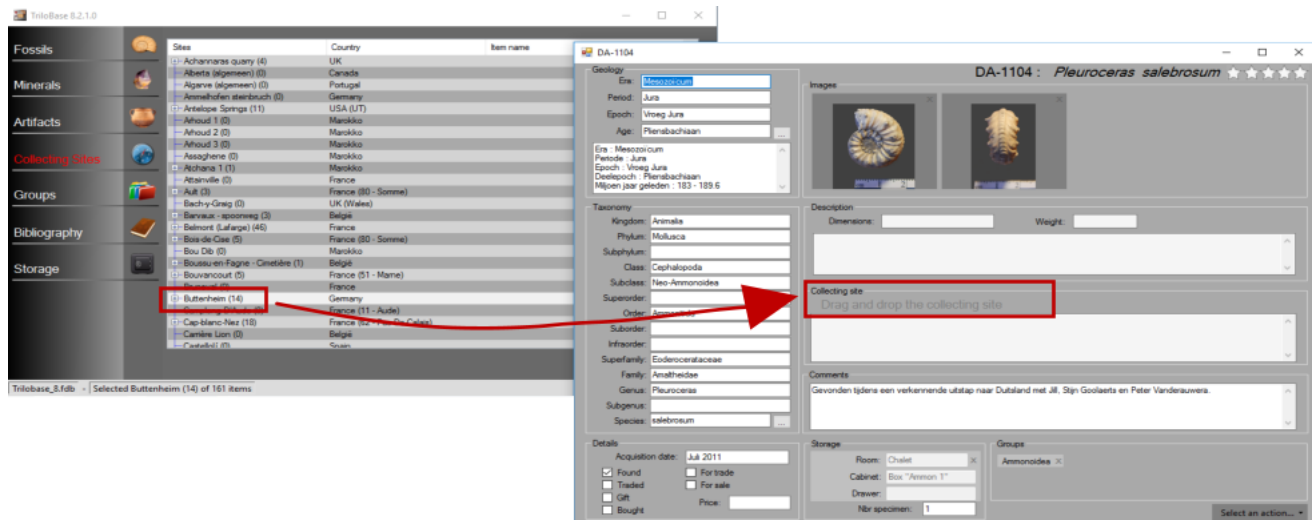 TriloBase 8.2.1.0
Fossils
Minerals
Artifacts
Collecting Sites
Groups
Bibliography
Storage
Sites Country Item name
Achannaras quarry (4) UK
Alberta (algemeen) (0) Canada
Algarve (algemeen) (0) Portugal
Ammelhofen steinbruch (0) Germany
Antelope Springs (11) USA (UT)
Arhoud 1 (0) Marokko
Arhoud 2 (0) Marokko
Arhoud 3 (0) Marokko
Assaghene (0) Marokko
Atchana 1 (1) Marokko
Attainville (0) France
Ault (3) France (80 - Somme)
Bach-y-Graig (0) UK (Wales)
Barvaux - spoorweg (3) België
Belmont (Lafarge) (46) France
Bois-de-Cise (5) France (80 - Somme)
Bou Dib (0) Marokko
Boussu-en-Fagne - Cimetière (1) België
Bouvancourt (5) France (51 - Marne)
France
Buttenheim (14) Germany
France (11 - Aude)
Cap-blanc-Nez (18) France (62 - Pas-De-Calais)
Carrière Lion (0) België
Castellolí (0) Spain
Trilobase_8.fdb - Selected Buttenheim (14) of 161 items
DA-1104
DA-1104 : Pleuroceras salebrosum
Geology
Era: Mesozoïcum
Period: Jura
Epoch: Vroeg Jura
Age: Pliensbachiaan ...
Era : Mesozoïcum
Periode : Jura
Epoch : Vroeg Jura
Deelepoch : Pliensbachiaan
Miljoen jaar geleden : 183 - 189.6
Images
Taxonomy
Kingdom: Animalia
Phylum: Mollusca
Subphylum:
Class: Cephalopoda
Subclass: Neo-Ammonoidea
Superorder:
Order: Ammonitida
Suborder:
Infraorder:
Superfamily: Eoderocerataceae
Family: Amaltheidae
Genus: Pleuroceras
Subgenus:
Species: salebrosum ...
Description
Dimensions: Weight:
Collecting site
Drag and drop the collecting site
Comments
Gevonden tijdens een verkennende uitstap naar Duitsland met Jill, Stijn Goolaerts en Peter Vanderauwera.
Details
Acquisition date: Juli 2011
Found For trade
Traded For sale
Gift
Bought Price:
Storage
Room: Chalet
Cabinet: Box "Ammon 1"
Drawer:
Nbr specimen: 1
Groups
Ammonoidea
Select an action...